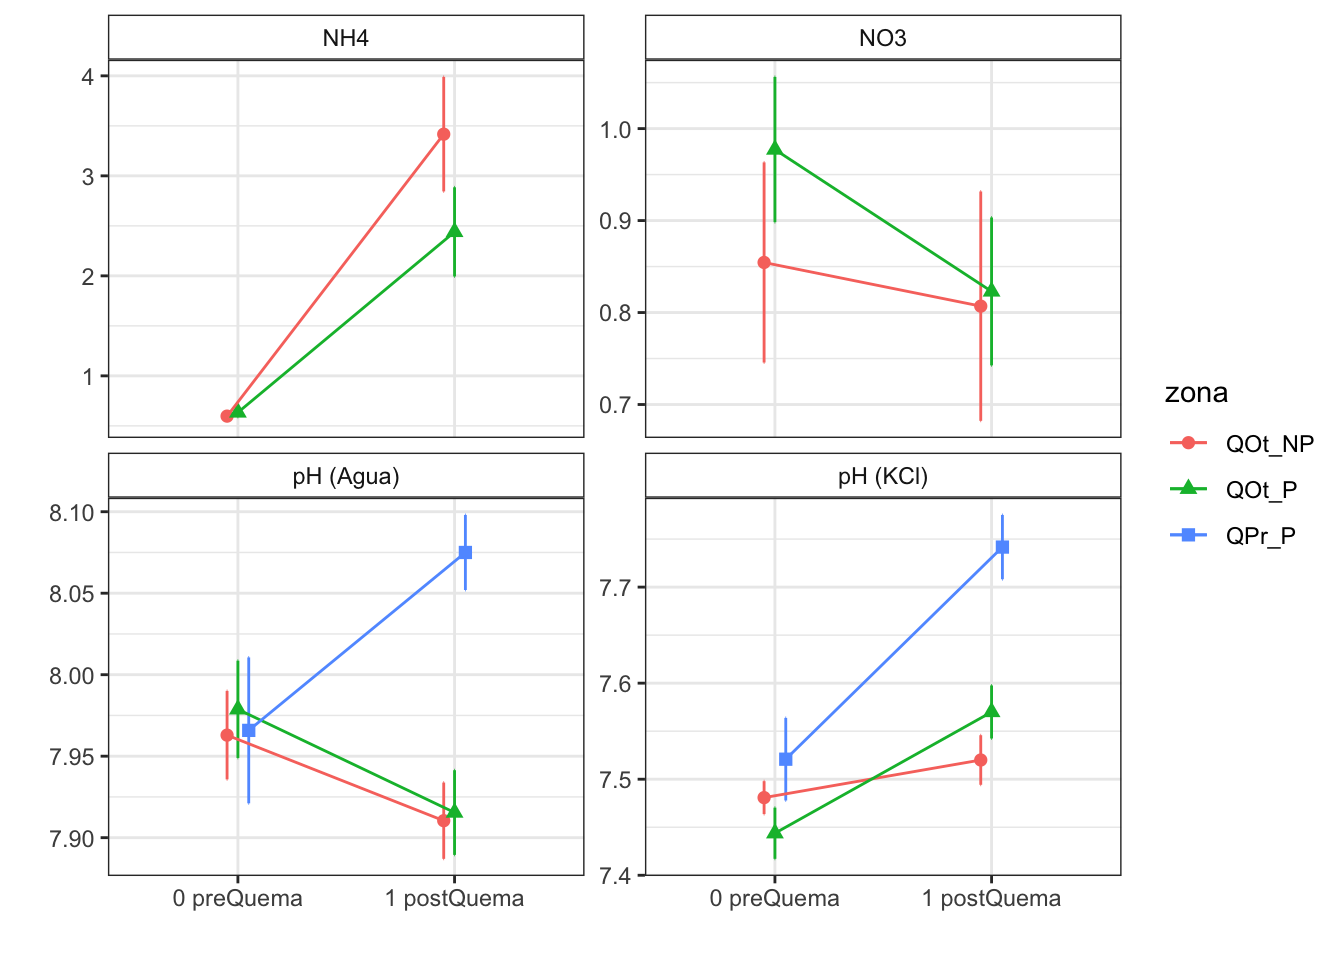 NH4
NO3
4
3
2
1
1.0
0.9
0.8
0.7
pH (Agua)
pH (KCl)
8.10
8.05
8.00
7.95
7.90
7.7
7.6
7.5
7.4
0 preQuema
1 postQuema
0 preQuema
1 postQuema
zona
QOt_NP
QOt_P
QPr_P